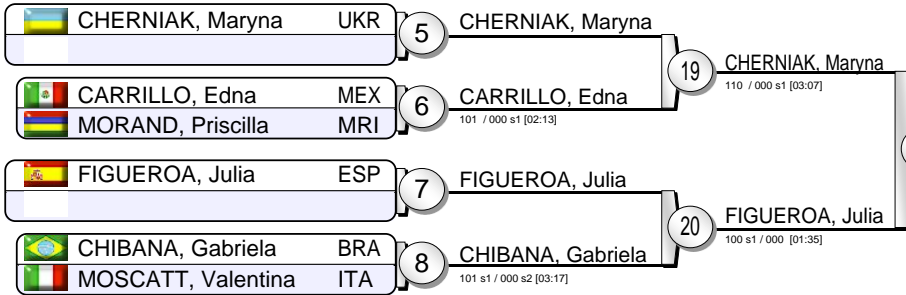 CHERNIAK, Maryna UKR
5
CHERNIAK, Maryna
19
CHERNIAK, Maryna
110 / 000 s1 [03:07]
CARRILLO, Edna MEX
MORAND, Priscilla MRI
6
CARRILLO, Edna
101 / 000 s1 [02:13]
FIGUEROA, Julia ESP
7
FIGUEROA, Julia
20
FIGUEROA, Julia
100 s1 / 000 [01:35]
CHIBANA, Gabriela BRA
MOSCATT, Valentina ITA
8
CHIBANA, Gabriela
101 s1 / 000 s2 [03:17]